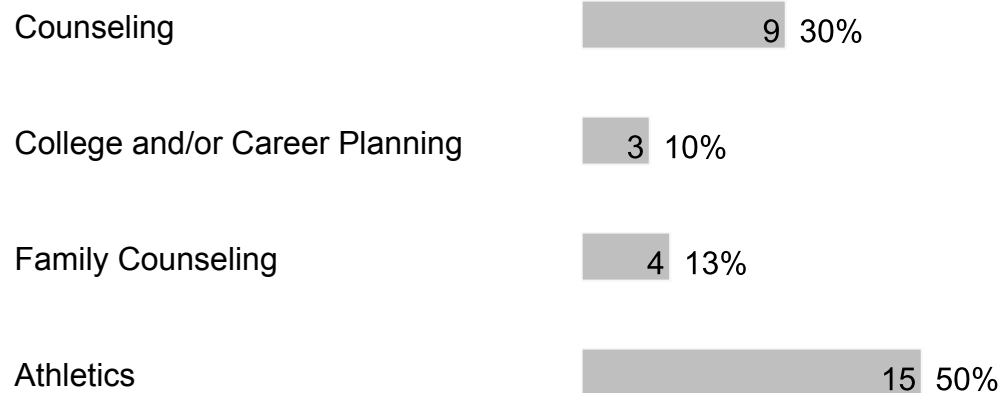 Counseling 9 30%
College and/or Career Planning 3 10%
Family Counseling 4 13%
Athletics 15 50%